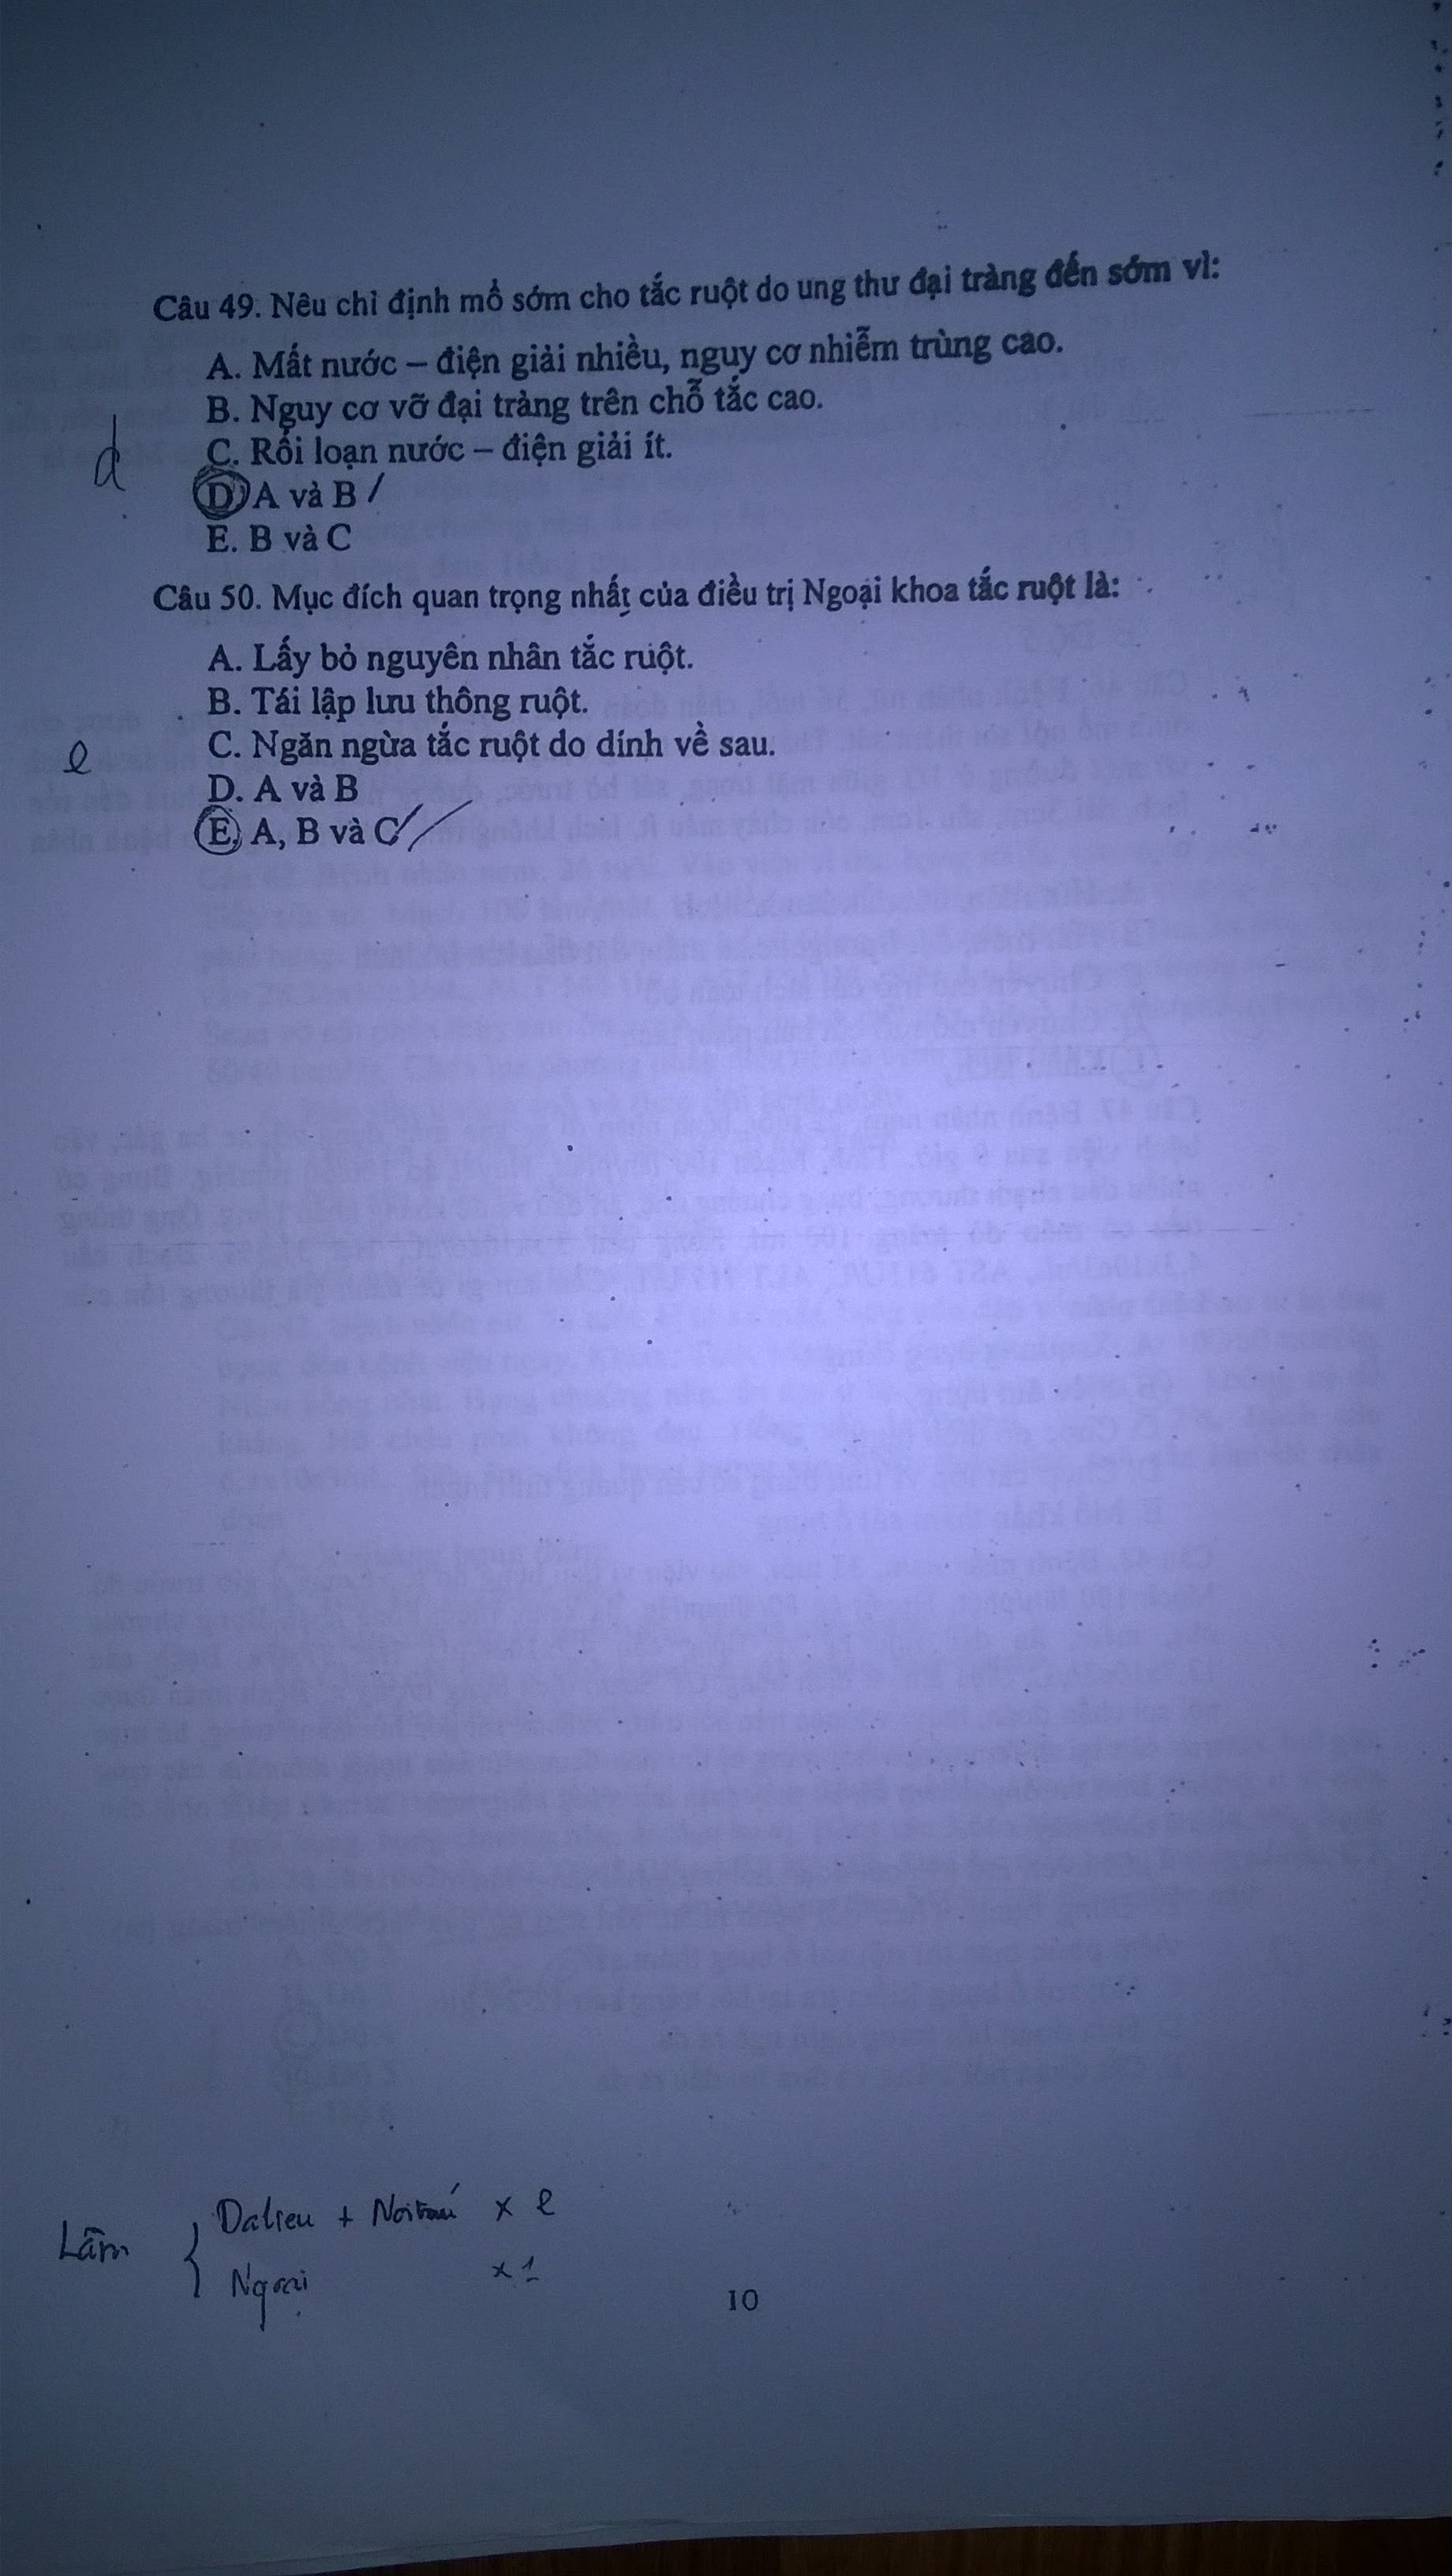 Câu 49. Nêu chỉ định mổ sớm cho tắc ruột do ung thư đại tràng đến sớm vì:
A. Mất nước – điện giải nhiều, nguy cơ nhiễm trùng cao.
B. Nguy cơ vỡ đại tràng trên chỗ tắc cao.
d
C. Rối loạn nước – điện giải ít.
D. A và B
E. B và C
Câu 50. Mục đích quan trọng nhất của điều trị Ngoại khoa tắc ruột là:
A. Lấy bỏ nguyên nhân tắc ruột.
B. Tái lập lưu thông ruột.
e C. Ngăn ngừa tắc ruột do dính về sau.
D. A và B
E. A, B và C
Lâm { Dalieu + x e
Ngoại x 1
10